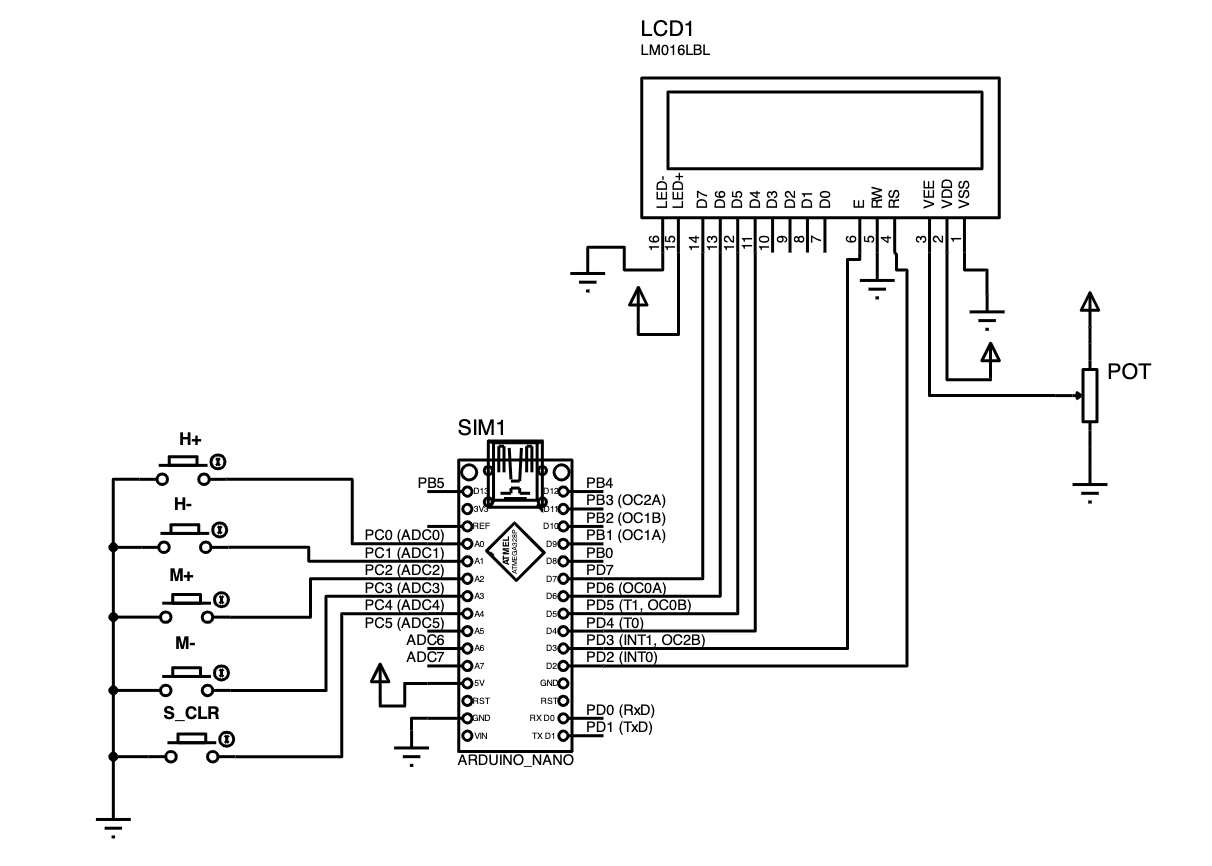 LCD1
LM016LBL
LED-
LED+
D7
D6
D5
D4
D3
D2
D1
D0
E
RW
RS
VEE
VDD
VSS
16
15
14
13
12
11
10
9
8
7
6
5
4
3
2
1
POT
H+
H-
M+
M-
S_CLR
SIM1
PB5
PC0 (ADC0)
PC1 (ADC1)
PC2 (ADC2)
PC3 (ADC3)
PC4 (ADC4)
PC5 (ADC5)
ADC6
ADC7
D13
3V3
REF
A0
A1
A2
A3
A4
A5
A6
A7
5V
RST
GND
VIN
ATMEL
ATMEGA328P
D12
D11
D10
D9
D8
D7
D6
D5
D4
D3
D2
GND
RST
RX D0
TX D1
PB4
PB3 (OC2A)
PB2 (OC1B)
PB1 (OC1A)
PB0
PD7
PD6 (OC0A)
PD5 (T1, OC0B)
PD4 (T0)
PD3 (INT1, OC2B)
PD2 (INT0)
PD0 (RxD)
PD1 (TxD)
ARDUINO_NANO